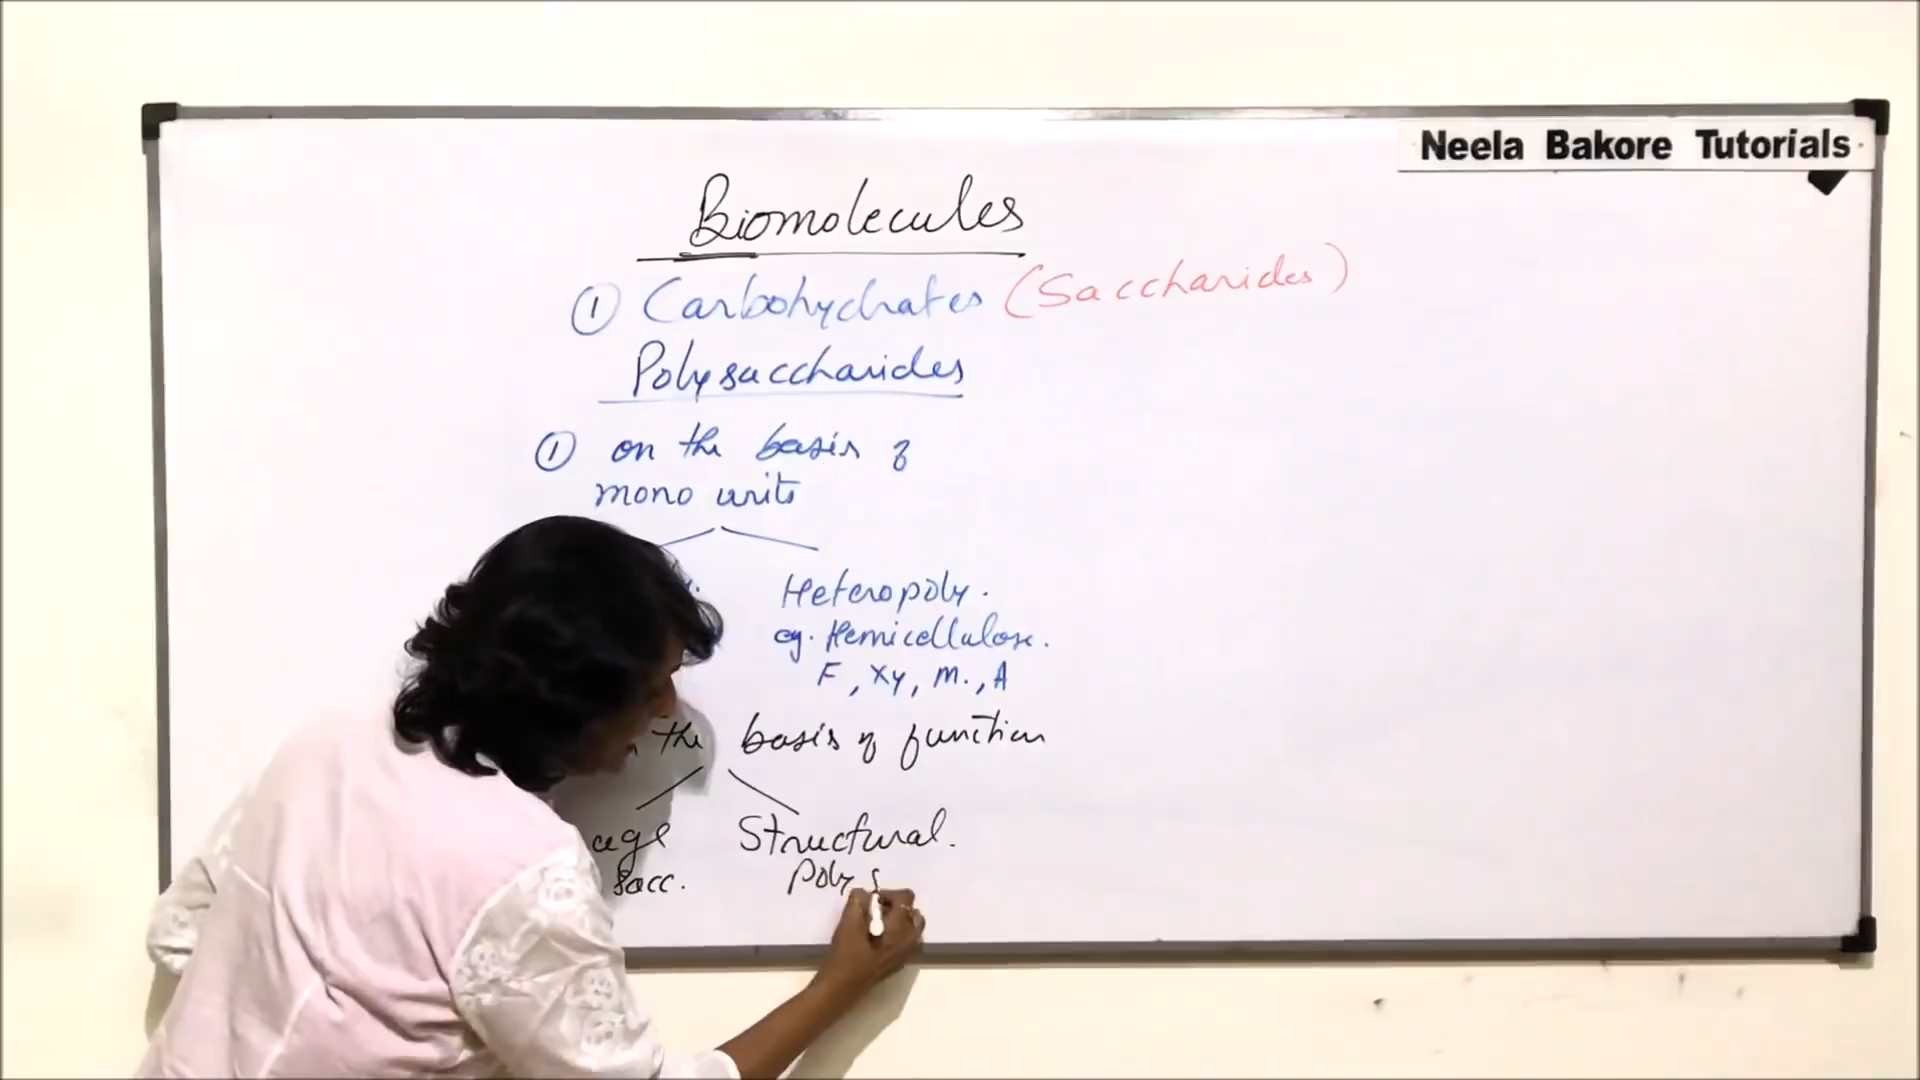 Neela Bakore Tutorials
Biomolecules
① Carbohydrates (Saccharides)
Polysaccharides
① on the basis of
mono units
Heteropoly.
eg. Hemicellulose.
F, Xy, M., A
the basis of function
age Structural.
sacc. Poly s